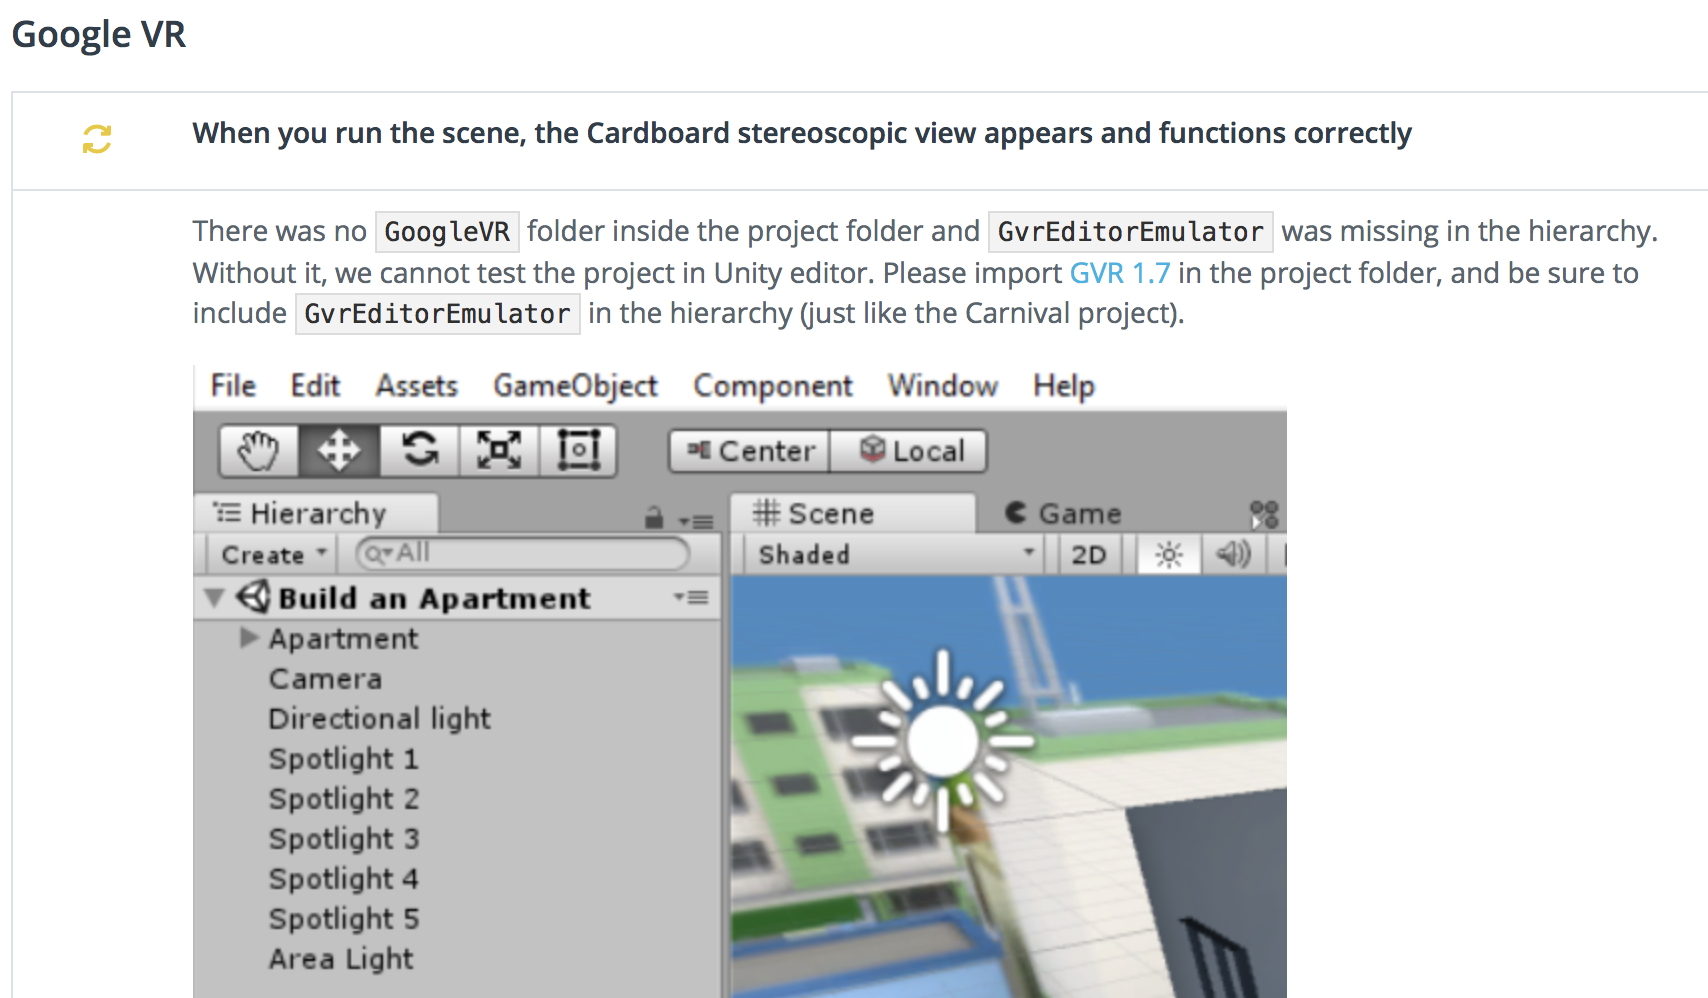 Google VR
When you run the scene, the Cardboard stereoscopic view appears and functions correctly
There was no GoogleVR folder inside the project folder and GvrEditorEmulator was missing in the hierarchy.
Without it, we cannot test the project in Unity editor. Please import GVR 1.7 in the project folder, and be sure to
include GvrEditorEmulator in the hierarchy (just like the Carnival project).
File Edit Assets GameObject Component Window Help
Center Local
Hierarchy Scene Game
Create All Shaded 2D
Build an Apartment
Apartment
Camera
Directional light
Spotlight 1
Spotlight 2
Spotlight 3
Spotlight 4
Spotlight 5
Area Light